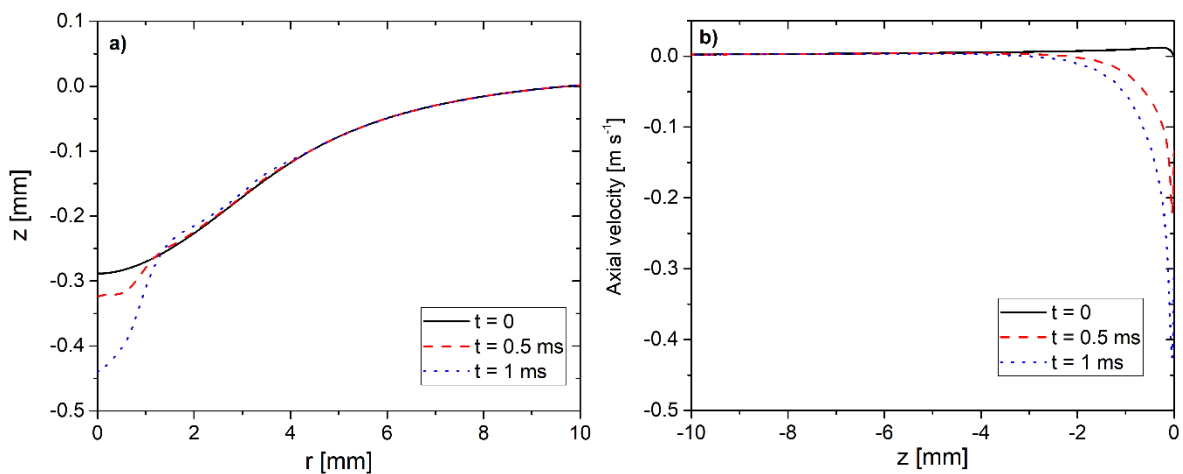 a)
0.1
0.0
-0.1
-0.2
-0.3
-0.4
-0.5
z [mm]
0
2
4
6
8
10
r [mm]
t = 0
t = 0.5 ms
t = 1 ms
b)
0.0
-0.1
-0.2
-0.3
-0.4
-0.5
Axial velocity [m s⁻¹]
-10
-8
-6
-4
-2
0
z [mm]
t = 0
t = 0.5 ms
t = 1 ms